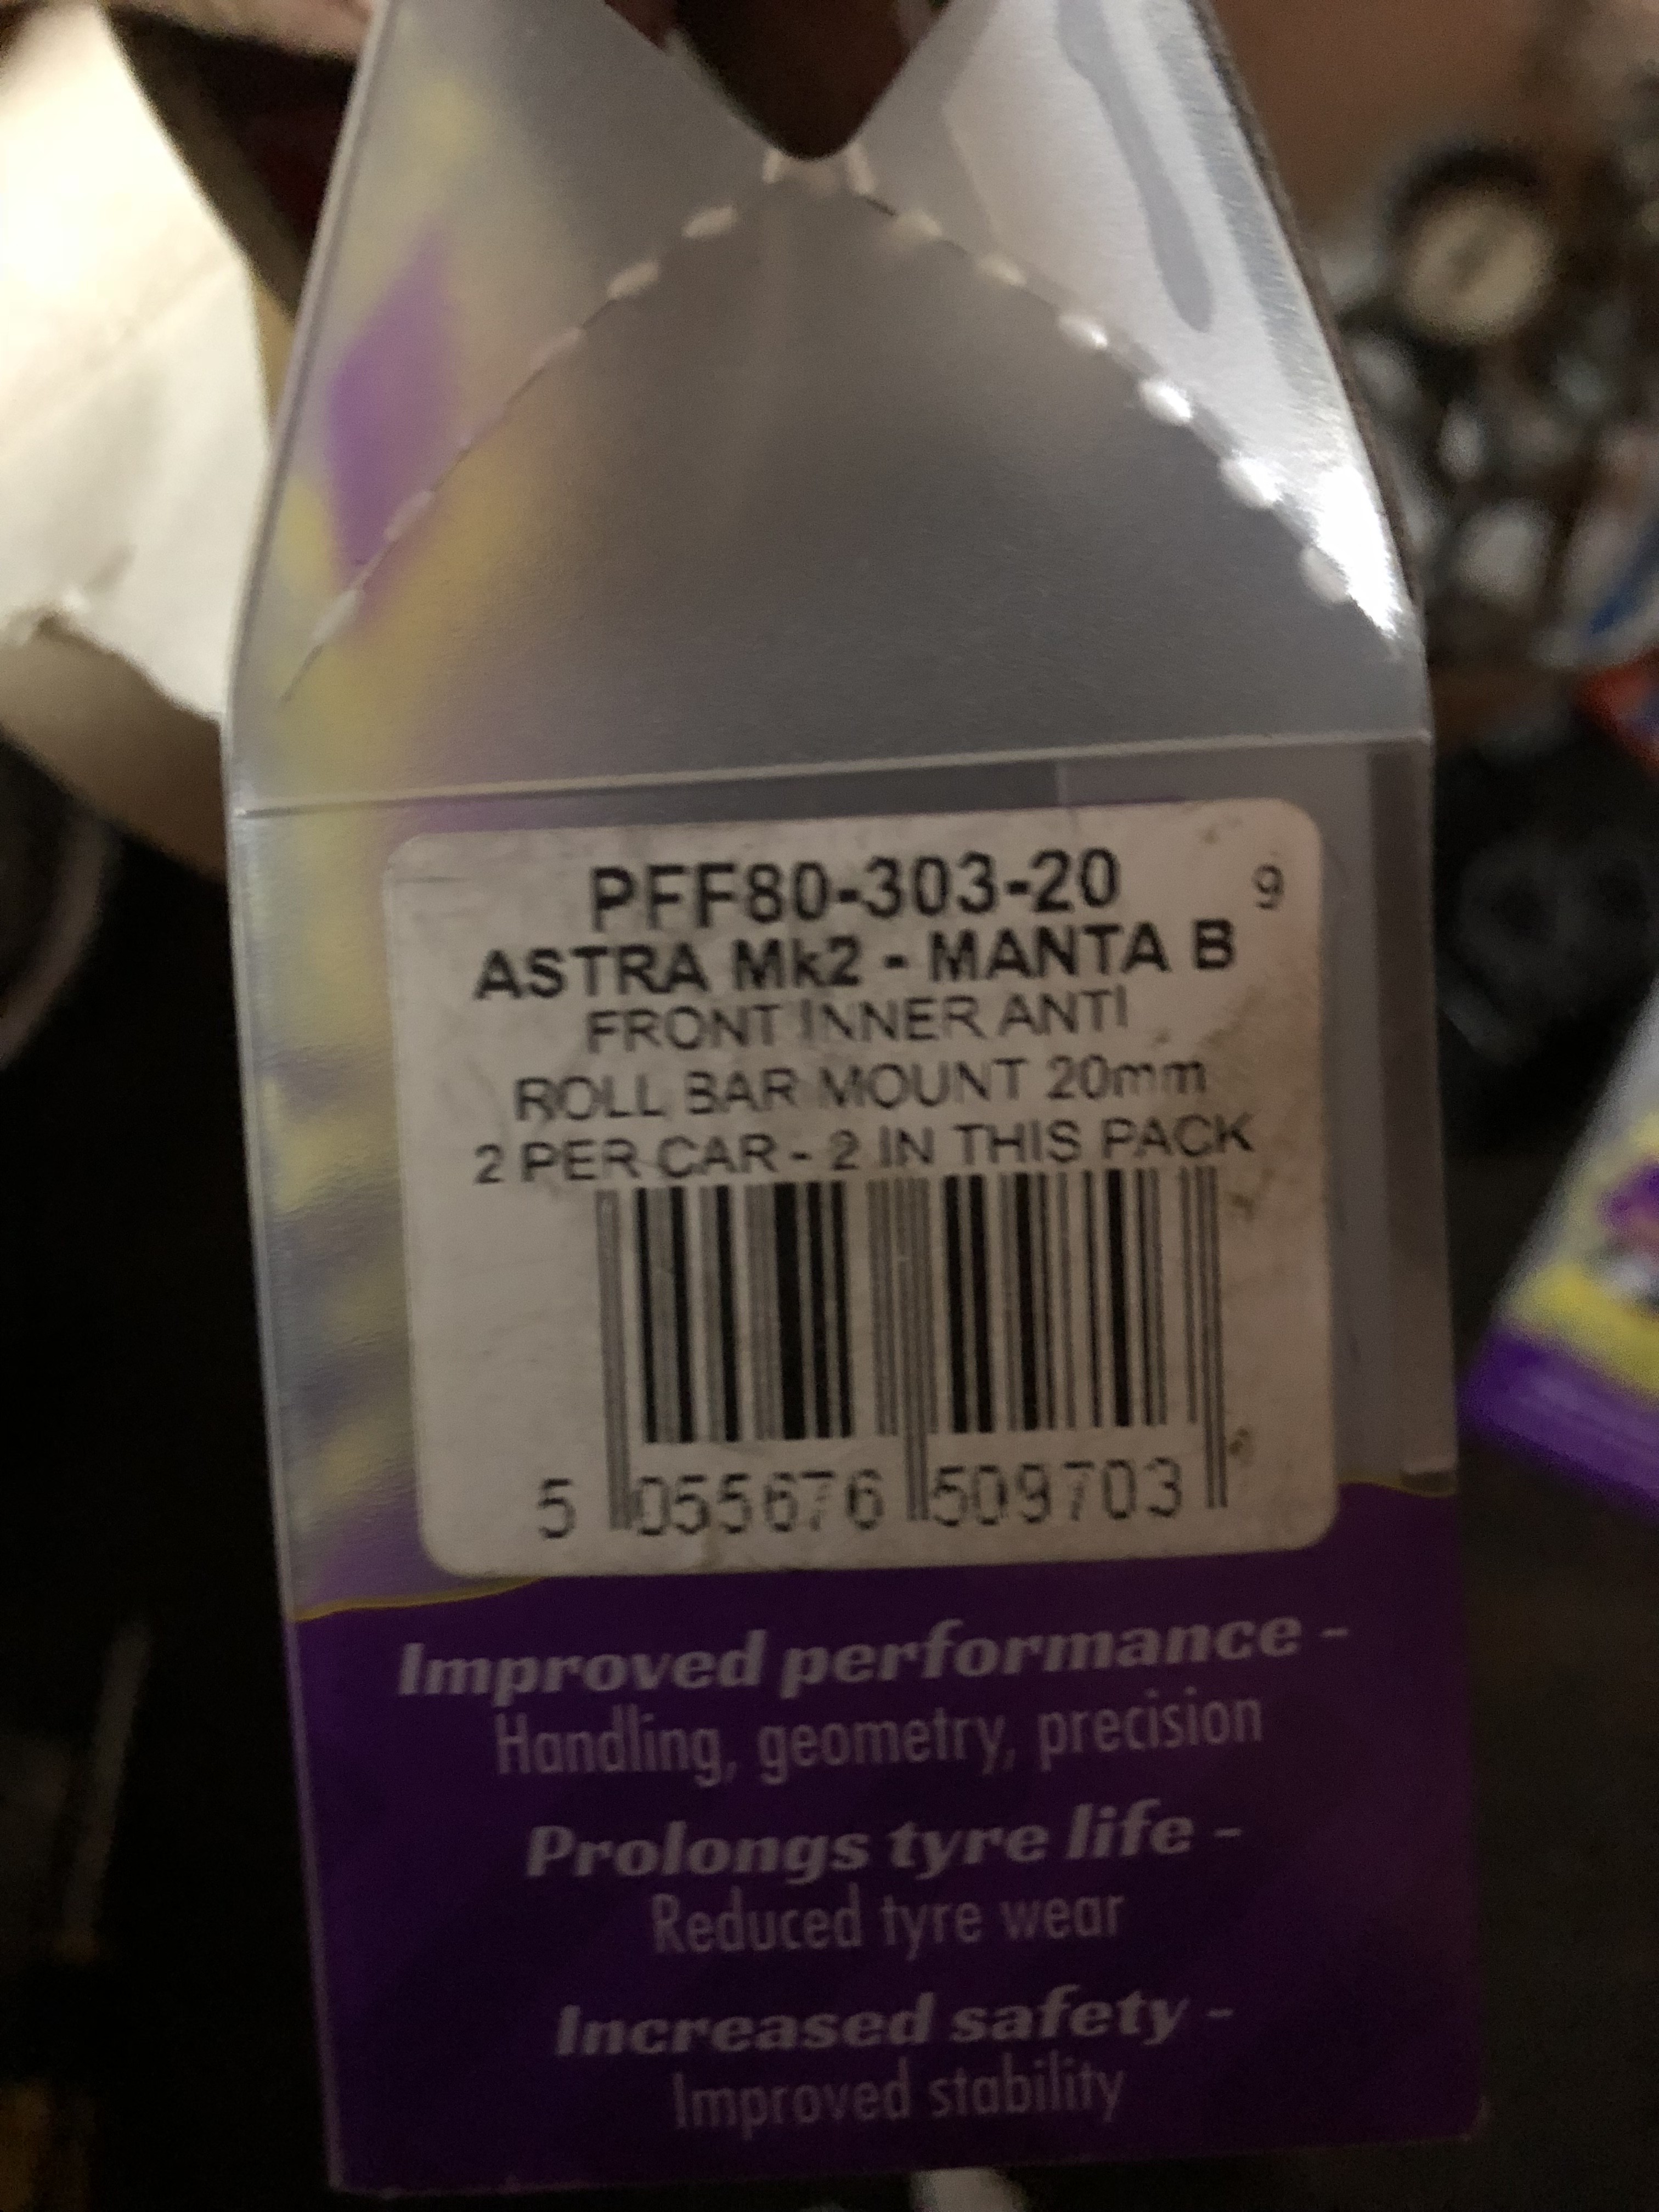 PFF80-303-20 9
ASTRA Mk2 - MANTA B
FRONT INNER ANTI
ROLL BAR MOUNT 20mm
2 PER CAR - 2 IN THIS PACK
5 055676 509703
Improved performance -
Handling, geometry, precision
Prolongs tyre life -
Reduced tyre wear
Increased safety -
Improved stability